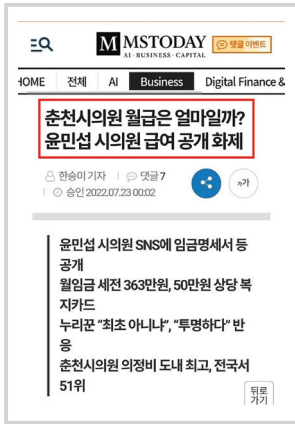 MSTODAY
AI · BUSINESS · CAPITAL
댓글 이벤트
HOME 전체 AI Business Digital Finance &
춘천시의원 월급은 얼마일까?
윤민섭 시의원 급여 공개 화제
한승미 기자 댓글 7
승인 2022.07.23 00:02
가가
윤민섭 시의원 SNS에 임금명세서 등
공개
월임금 세전 363만원, 50만원 상당 복
지카드
누리꾼 “최초 아니냐”, “투명하다” 반
응
춘천시의원 의정비 도내 최고, 전국서
51위
뒤로
가기